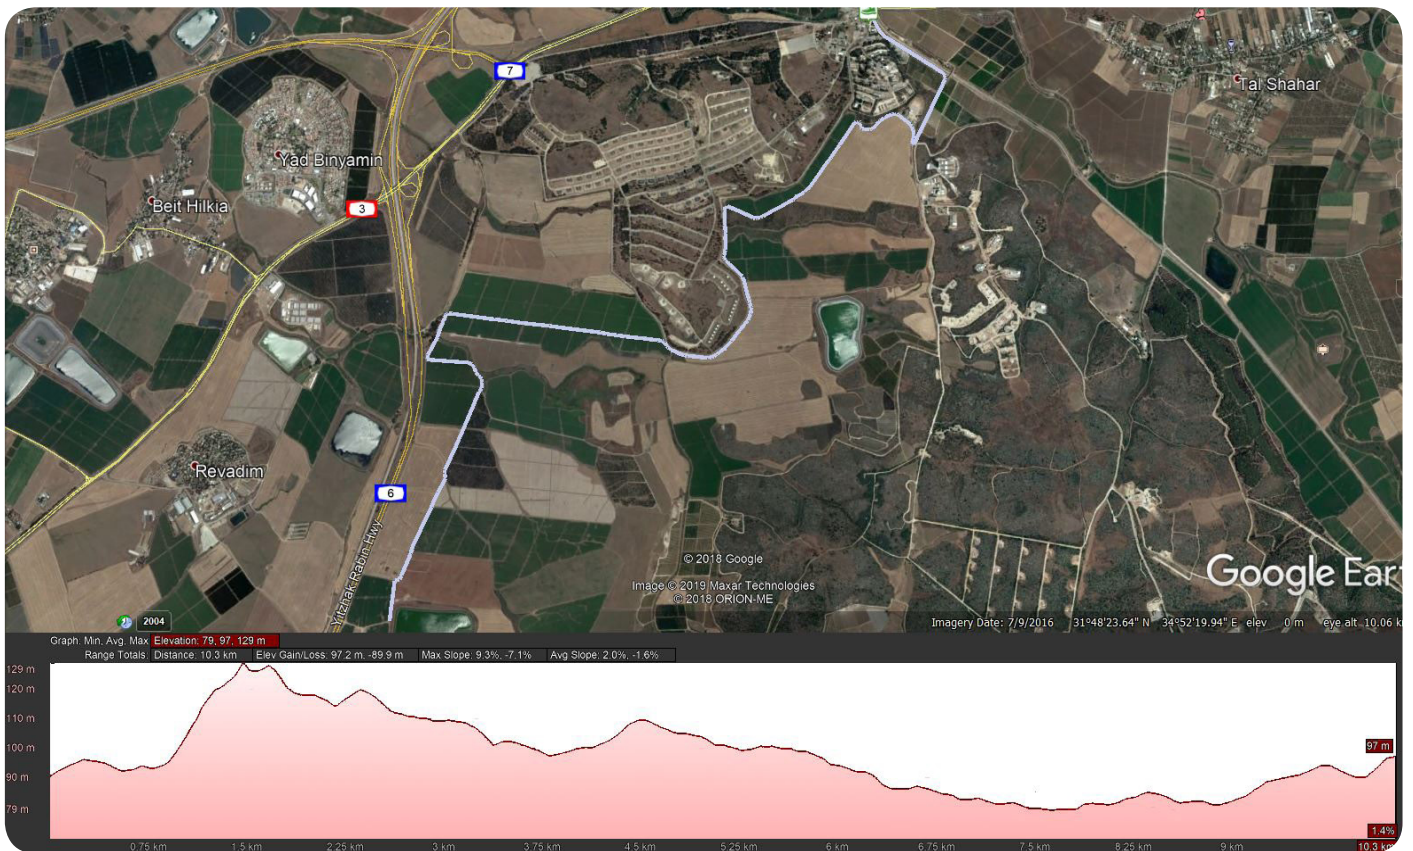 7
Tal Shahar
Yad Binyamin
Beit Hilkia
3
Revadim
6
Yitzhak Rabin Hwy
© 2018 Google
Image © 2019 Maxar Technologies
© 2018 ORION-ME
Google Ear
2004
Imagery Date: 7/9/2016 31°48'23.64" N 34°52'19.94" E elev 0 m eye alt 10.06 k
Graph: Min, Avg, Max Elevation: 79, 97, 129 m
Range Totals: Distance: 10.3 km Elev Gain/Loss: 97.2 m, -89.9 m Max Slope: 9.3%, -7.1% Avg Slope: 2.0%, -1.6%
129 m
120 m
110 m
100 m
97 m
90 m
79 m
1.4%
0.75 km 1.5 km 2.25 km 3 km 3.75 km 4.5 km 5.25 km 6 km 6.75 km 7.5 km 8.25 km 9 km 10.3 km